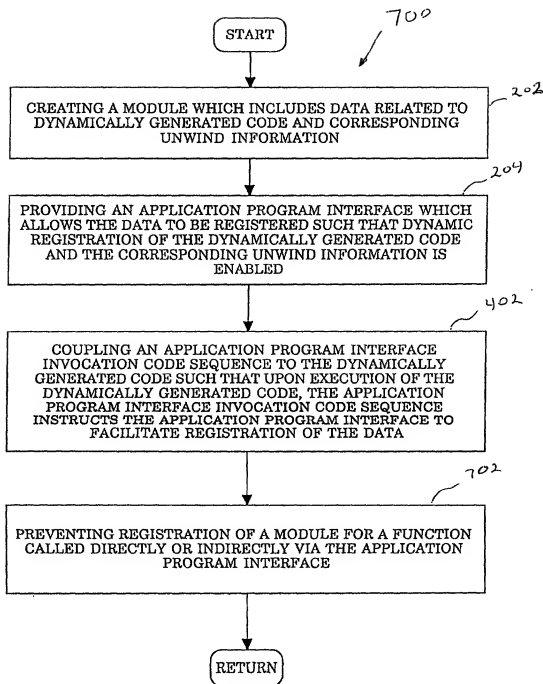 START
700
202
CREATING A MODULE WHICH INCLUDES DATA RELATED TO
DYNAMICALLY GENERATED CODE AND CORRESPONDING
UNWIND INFORMATION
204
PROVIDING AN APPLICATION PROGRAM INTERFACE WHICH
ALLOWS THE DATA TO BE REGISTERED SUCH THAT DYNAMIC
REGISTRATION OF THE DYNAMICALLY GENERATED CODE
AND THE CORRESPONDING UNWIND INFORMATION IS
ENABLED
402
COUPLING AN APPLICATION PROGRAM INTERFACE
INVOCATION CODE SEQUENCE TO THE DYNAMICALLY
GENERATED CODE SUCH THAT UPON EXECUTION OF THE
DYNAMICALLY GENERATED CODE, THE APPLICATION
PROGRAM INTERFACE INVOCATION CODE SEQUENCE
INSTRUCTS THE APPLICATION PROGRAM INTERFACE TO
FACILITATE REGISTRATION OF THE DATA
702
PREVENTING REGISTRATION OF A MODULE FOR A FUNCTION
CALLED DIRECTLY OR INDIRECTLY VIA THE APPLICATION
PROGRAM INTERFACE
RETURN